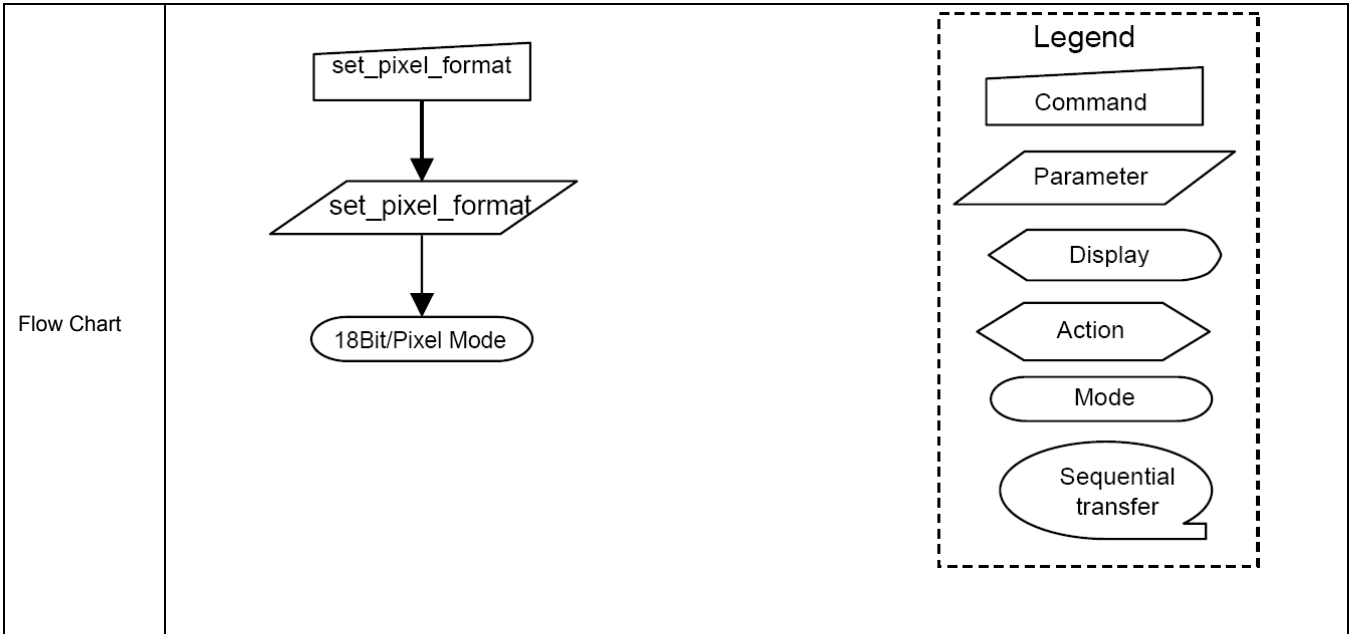 Flow Chart
set_pixel_format
set_pixel_format
18Bit/Pixel Mode
Legend
Command
Parameter
Display
Action
Mode
Sequential
transfer